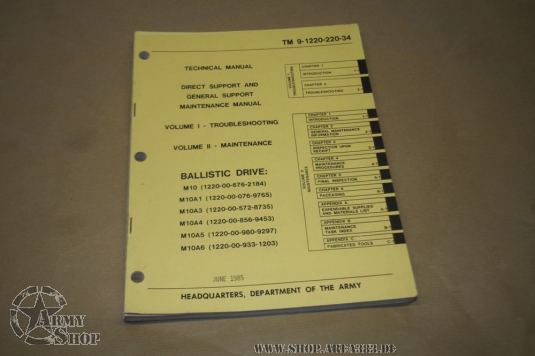 TM 9-1220-220-34
TECHNICAL MANUAL
DIRECT SUPPORT AND
GENERAL SUPPORT
MAINTENANCE MANUAL
VOLUME I - TROUBLESHOOTING
VOLUME II - MAINTENANCE
BALLISTIC DRIVE:
M10 (1220-00-676-2184)
M10A1 (1220-00-076-9765)
M10A3 (1220-00-572-8735)
M10A4 (1220-00-856-9453)
M10A5 (1220-00-980-9297)
M10A6 (1220-00-933-1203)
CHAPTER 1
INTRODUCTION
CHAPTER 2
TROUBLESHOOTING
CHAPTER 1
INTRODUCTION
CHAPTER 2
GENERAL MAINTENANCE
INFORMATION
CHAPTER 3
INSPECTION UPON
RECEIPT
CHAPTER 4
MAINTENANCE
PROCEDURES
CHAPTER 5
FINAL INSPECTION
CHAPTER 6
PACKAGING
APPENDIX A
EXPENDABLE SUPPLIES
AND MATERIALS LIST
APPENDIX B
MAINTENANCE
TASK INDEX
APPENDIX C
FABRICATED TOOLS
JUNE 1985
HEADQUARTERS, DEPARTMENT OF THE ARMY
ARMY
SHOP